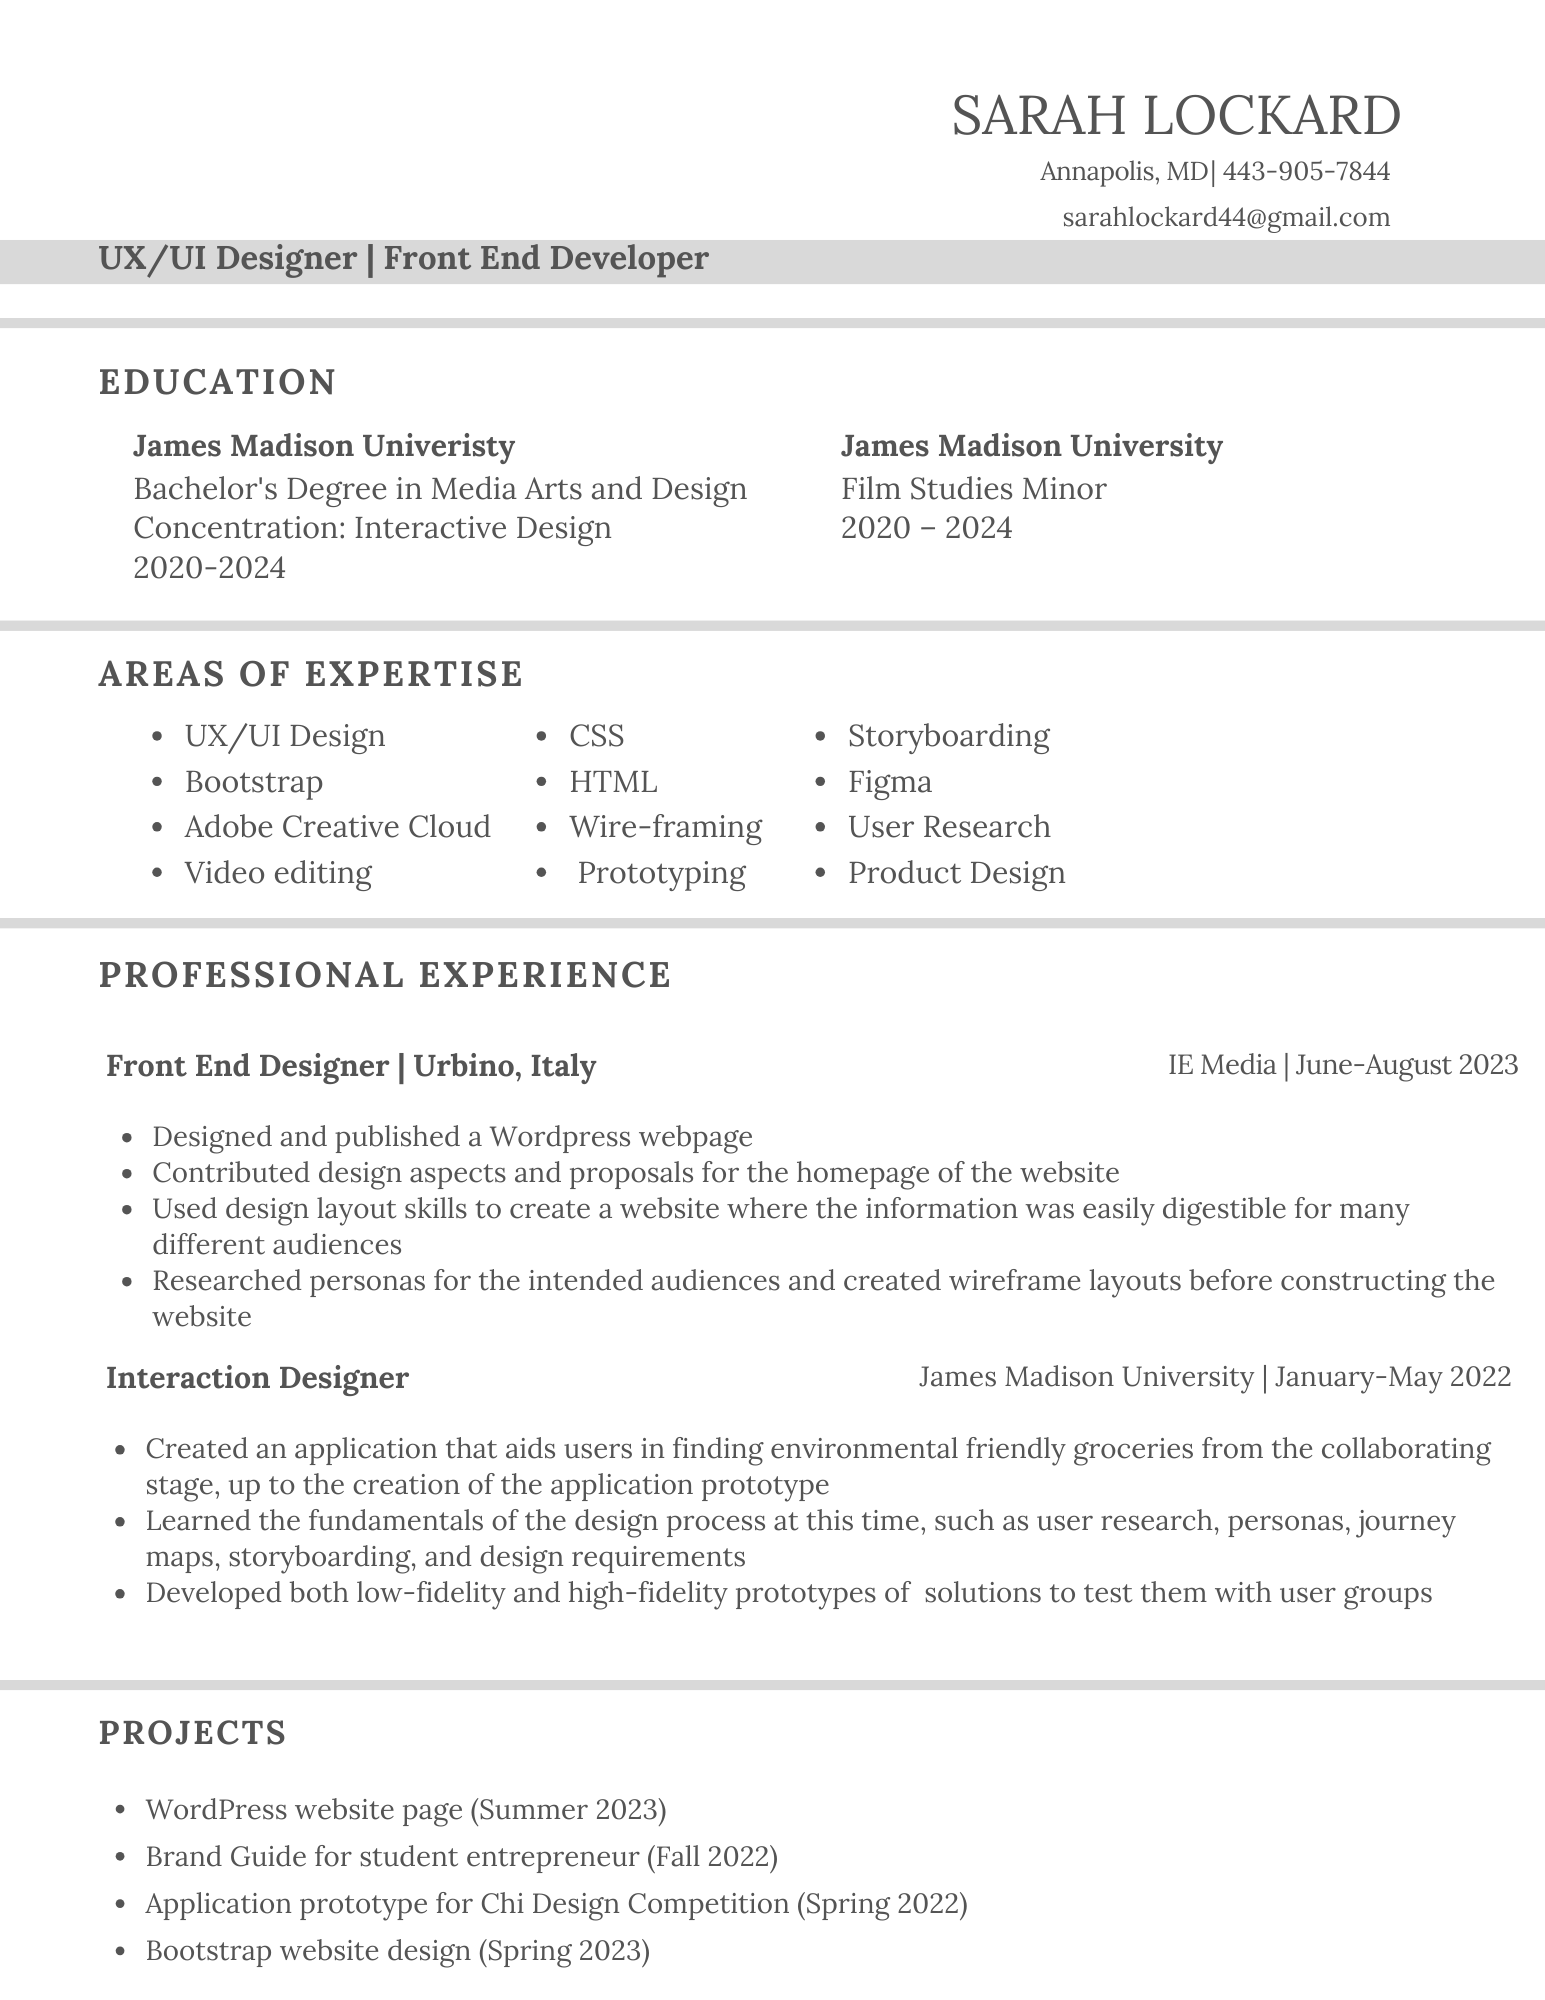 SARAH LOCKARD
Annapolis, MD| 443-905-7844
sarahlockard44@gmail.com
UX/UI Designer | Front End Developer
EDUCATION
James Madison Univeristy
Bachelor's Degree in Media Arts and Design
Concentration: Interactive Design
2020-2024
James Madison University
Film Studies Minor
2020 – 2024
AREAS OF EXPERTISE
• UX/UI Design
• Bootstrap
• Adobe Creative Cloud
• Video editing
• CSS
• HTML
• Wire-framing
• Prototyping
• Storyboarding
• Figma
• User Research
• Product Design
PROFESSIONAL EXPERIENCE
Front End Designer | Urbino, Italy
IE Media | June-August 2023
• Designed and published a Wordpress webpage
• Contributed design aspects and proposals for the homepage of the website
• Used design layout skills to create a website where the information was easily digestible for many
different audiences
• Researched personas for the intended audiences and created wireframe layouts before constructing the
website
Interaction Designer
James Madison University | January-May 2022
• Created an application that aids users in finding environmental friendly groceries from the collaborating
stage, up to the creation of the application prototype
• Learned the fundamentals of the design process at this time, such as user research, personas, journey
maps, storyboarding, and design requirements
• Developed both low-fidelity and high-fidelity prototypes of  solutions to test them with user groups
PROJECTS
• WordPress website page (Summer 2023)
• Brand Guide for student entrepreneur (Fall 2022)
• Application prototype for Chi Design Competition (Spring 2022)
• Bootstrap website design (Spring 2023)